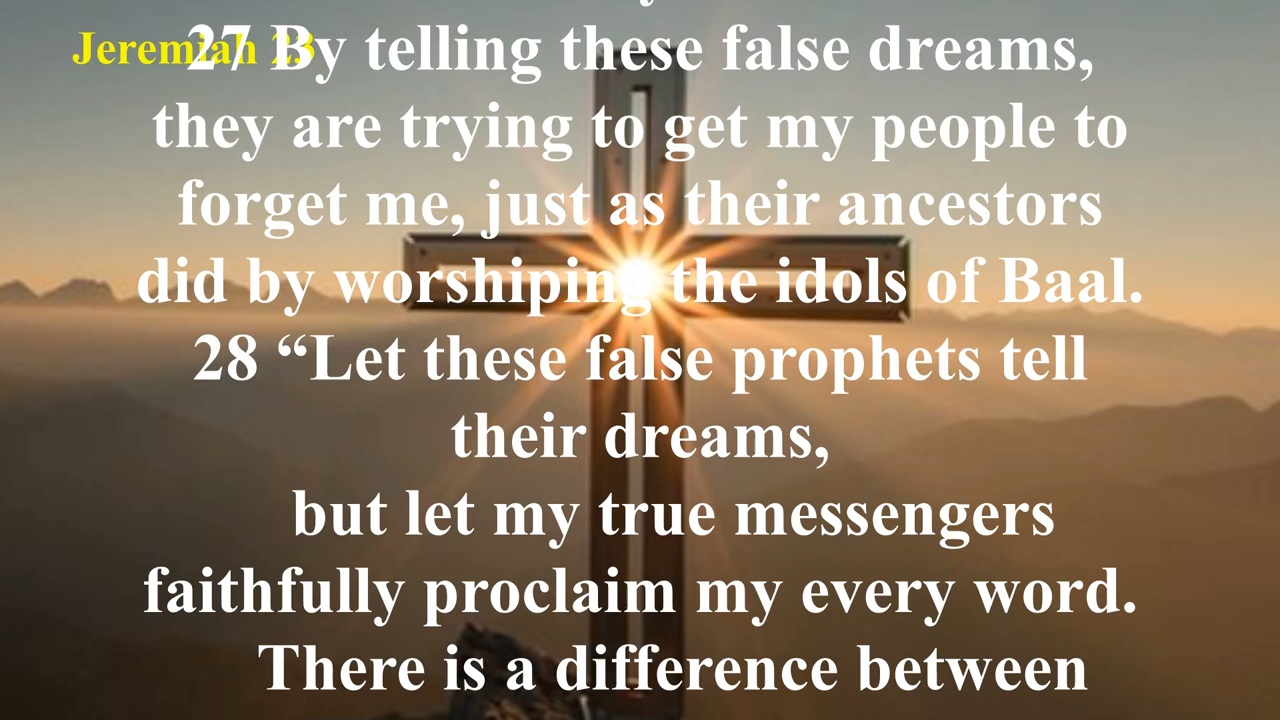 Jeremiah 23
27 By telling these false dreams,
they are trying to get my people to
forget me, just as their ancestors
did by worshiping the idols of Baal.
28 “Let these false prophets tell
their dreams,
but let my true messengers
faithfully proclaim my every word.
There is a difference between